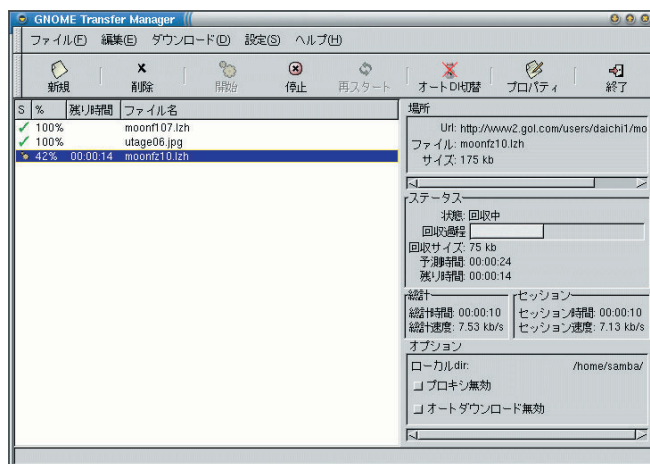 GNOME Transfer Manager
ファイル(F) 編集(E) ダウンロード(D) 設定(S) ヘルプ(H)
新規 削除 開始 停止 再スタート オートDl切替 プロパティ 終了
S % 残り時間 ファイル名
100% moonf107.lzh
100% utage06.jpg
42% 00:00:14 moonfz10.lzh
場所
Url: http://www2.gol.com/users/daichi1/mo
ファイル: moonfz10.lzh
サイズ: 175 kb
ステータス
状態: 回収中
回収過程
回収サイズ: 75 kb
予測時間: 00:00:24
残り時間: 00:00:14
総計
総計時間: 00:00:10
総計速度: 7.53 kb/s
セッション
セッション時間: 00:00:10
セッション速度: 7.13 kb/s
オプション
ローカルdir: /home/samba/
プロキシ無効
オートダウンロード無効